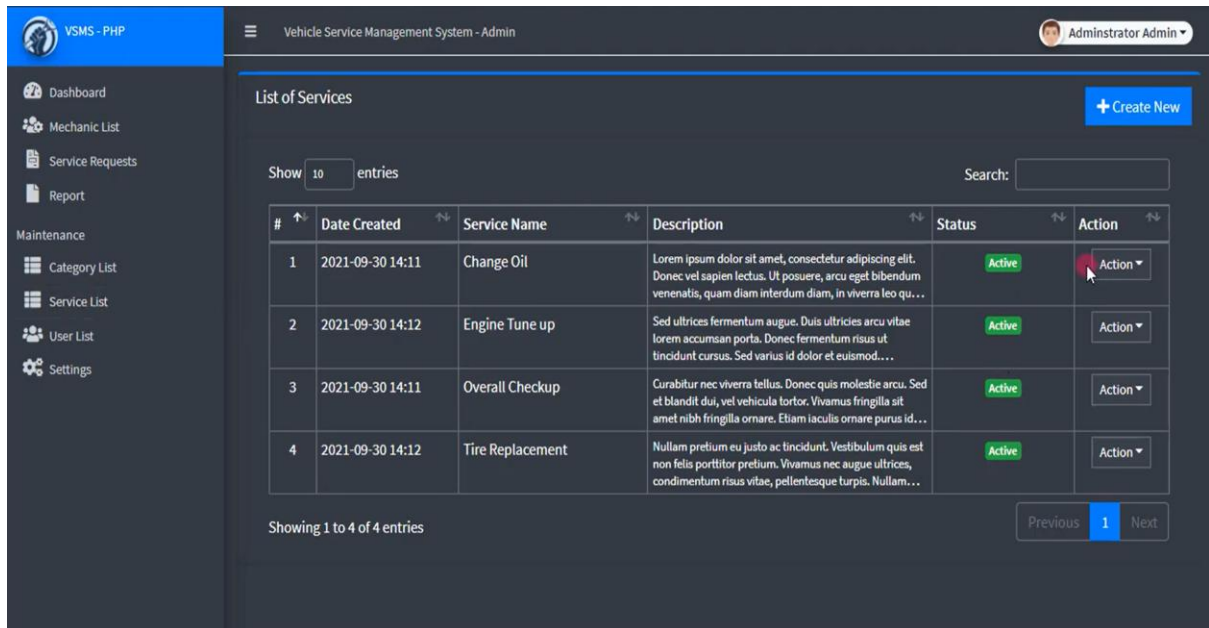 VSMS - PHP
Vehicle Service Management System - Admin
Adminstrator Admin
Dashboard
Mechanic List
Service Requests
Report
Maintenance
Category List
Service List
User List
Settings
List of Services
Create New
Show 10 entries
Search:
# Date Created Service Name Description Status Action
1 2021-09-30 14:11 Change Oil Lorem ipsum dolor sit amet, consectetur adipiscing elit. Active Action
Donec vel sapien lectus. Ut posuere, arcu eget bibendum
venenatis, quam diam interdum diam, in viverra leo qu…
2 2021-09-30 14:12 Engine Tune up Sed ultrices fermentum augue. Duis ultricies arcu vitae Active Action
lorem accumsan porta. Donec fermentum risus ut
tincidunt cursus. Sed varius id dolor et euismod.…
3 2021-09-30 14:11 Overall Checkup Curabitur nec viverra tellus. Donec quis molestie arcu. Sed Active Action
et blandit dui, vel vehicula tortor. Vivamus fringilla sit
amet nibh fringilla ornare. Etiam iaculis ornare purus id…
4 2021-09-30 14:12 Tire Replacement Nullam pretium eu justo ac tincidunt. Vestibulum quis est Active Action
non felis porttitor pretium. Vivamus nec augue ultrices,
condimentum risus vitae, pellentesque turpis. Nullam…
Showing 1 to 4 of 4 entries
Previous 1 Next